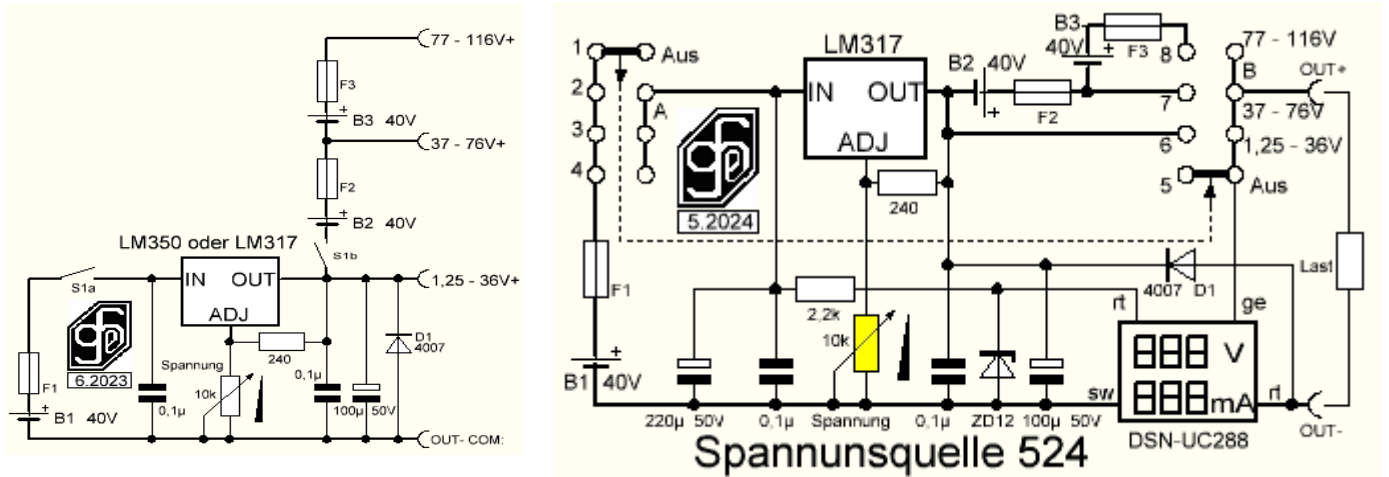 77 - 116V+
F3
+
B3 40V
37 - 76V+
F2
+
B2 40V
LM350 oder LM317
S1b
S1a
IN OUT
1,25 - 36V+
ADJ
D1
4007
240
Spannung
6.2023
F1
10k
0,1µ
+
B1 40V
0,1µ
100µ 50V
OUT- COM:
B3
40V
+
F3
LM317
1
Aus
8
77 - 116V
B2 40V
B
OUT+
2
IN OUT
7
A
+
F2
37 - 76V
3
ADJ
6
1,25 - 36V
4
5
Aus
240
5.2024
F1
Last
4007 D1
rt
ge
2,2k
10k
V
+
B1 40V
mA
sw
rt
220µ 50V
0,1µ
Spannung
0,1µ
ZD12
100µ 50V
DSN-UC288
OUT-
Spannunsquelle 524